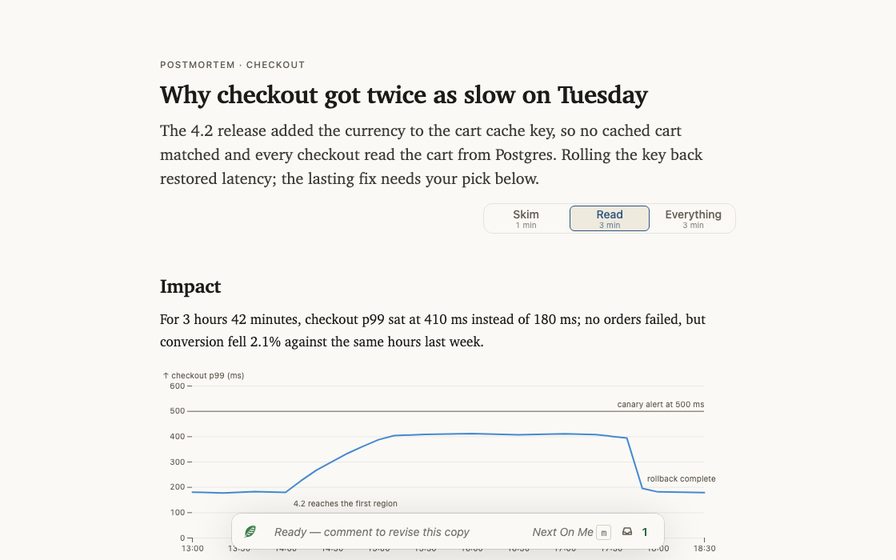 POSTMORTEM · CHECKOUT
Why checkout got twice as slow on Tuesday
The 4.2 release added the currency to the cart cache key, so no cached cart
matched and every checkout read the cart from Postgres. Rolling the key back
restored latency; the lasting fix needs your pick below.
Skim
1 min
Read
3 min
Everything
3 min
Impact
For 3 hours 42 minutes, checkout p99 sat at 410 ms instead of 180 ms; no orders failed, but
conversion fell 2.1% against the same hours last week.
↑ checkout p99 (ms)
600
canary alert at 500 ms
500
400
300
rollback complete
200
4.2 reaches the first region
100
Ready — comment to revise this copy
Next On Me m
1
0
13:00
18:30